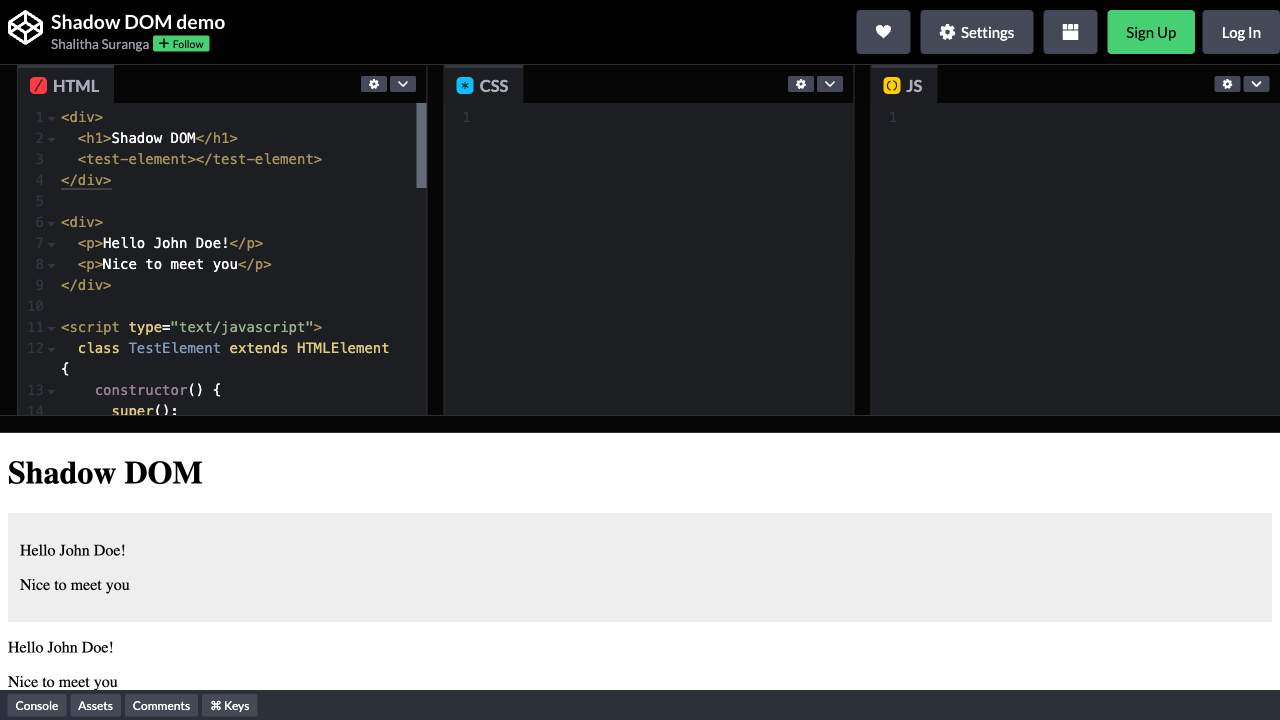 Shadow DOM demo
Shalitha Suranga + Follow
Settings
Sign Up
Log In
HTML
CSS
JS
1 <div>
2 <h1>Shadow DOM</h1>
3 <test-element></test-element>
4 </div>
5
6 <div>
7 <p>Hello John Doe!</p>
8 <p>Nice to meet you</p>
9 </div>
10
11 <script type="text/javascript">
12 class TestElement extends HTMLElement
{
13 constructor() {
14 super();
1
1
Shadow DOM
Hello John Doe!
Nice to meet you
Hello John Doe!
Nice to meet you
Console Assets Comments ⌘ Keys